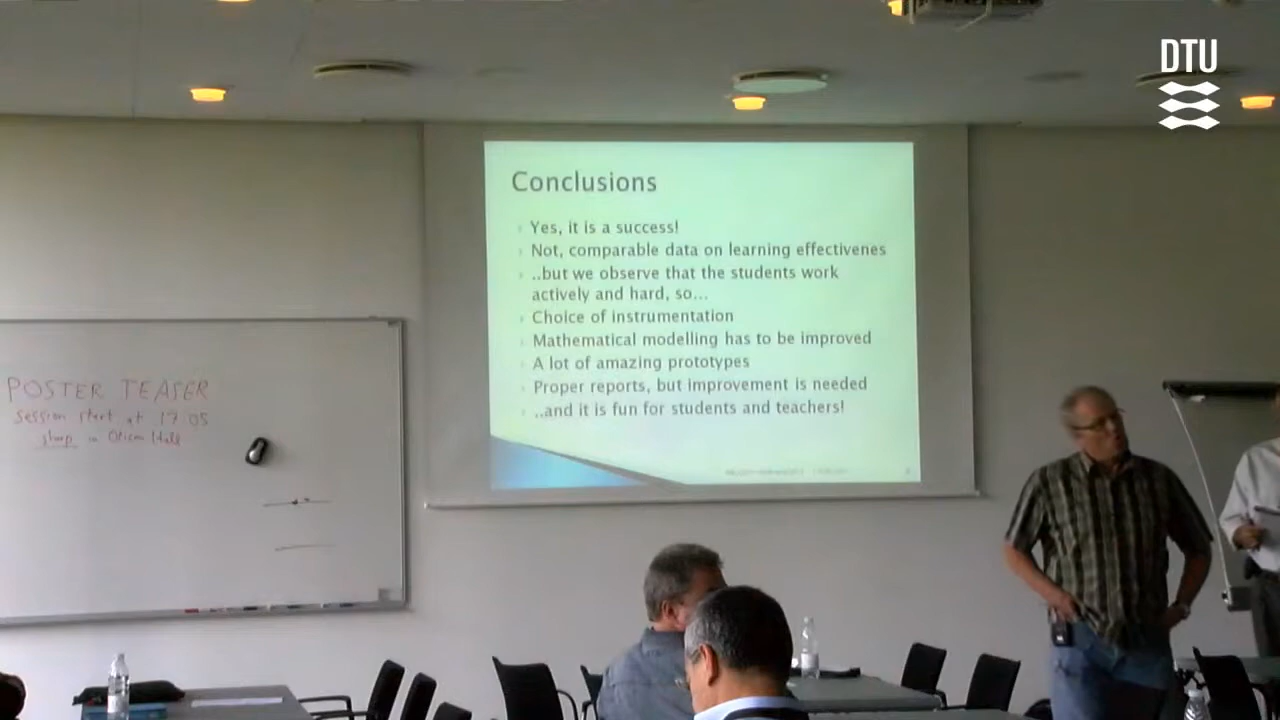 DTU
Conclusions
Yes, it is a success!
Not, comparable data on learning effectivenes
..but we observe that the students work
actively and hard, so...
Choice of instrumentation
Mathematical modelling has to be improved
A lot of amazing prototypes
Proper reports, but improvement is needed
..and it is fun for students and teachers!
POSTER TEASER
Session start at 17 05
in Oticon Hall